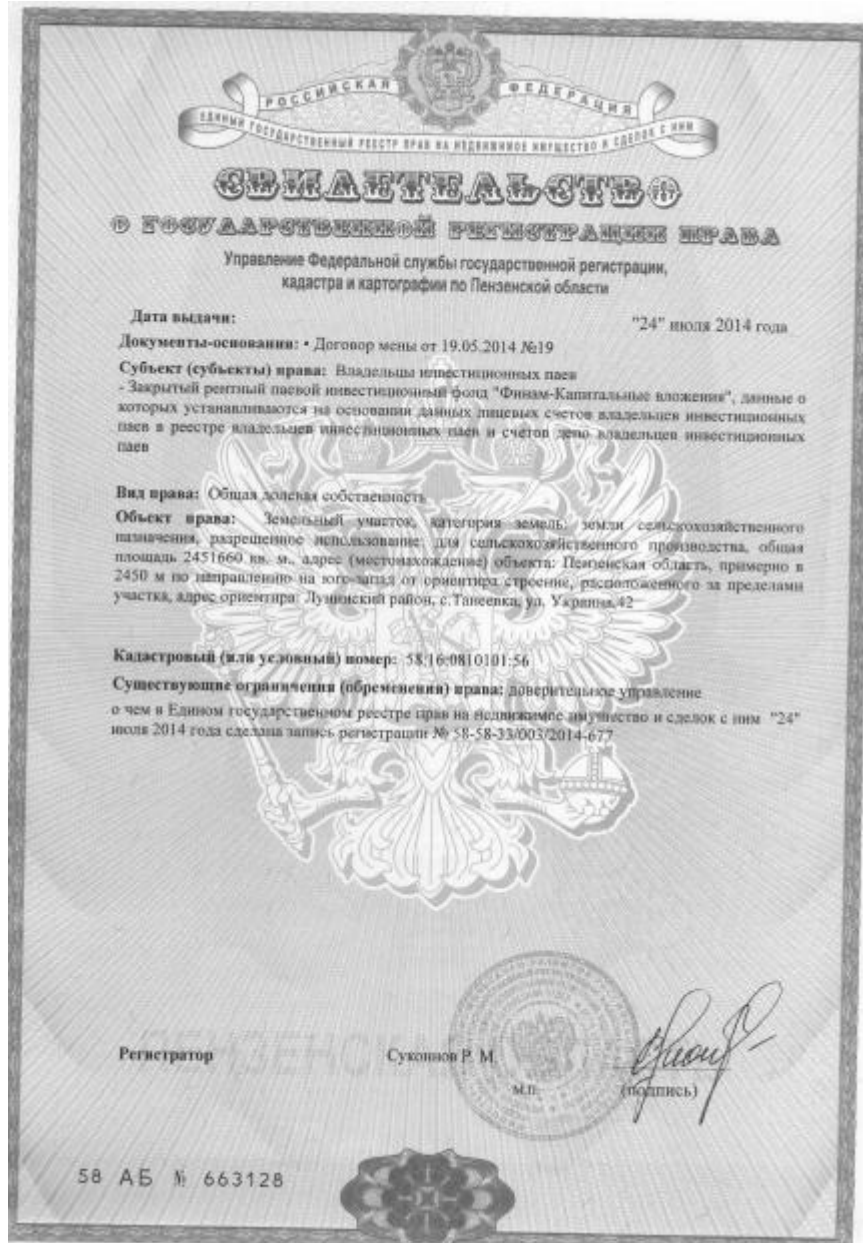 РОССИЙСКАЯ ФЕДЕРАЦИЯ
ЕДИНЫЙ ГОСУДАРСТВЕННЫЙ РЕЕСТР ПРАВ НА НЕДВИЖИМОЕ ИМУЩЕСТВО И СДЕЛОК С НИМ
СВИДЕТЕЛЬСТВО
О ГОСУДАРСТВЕННОЙ РЕГИСТРАЦИИ ПРАВА
Управление Федеральной службы государственной регистрации,
кадастра и картографии по Пензенской области
Дата выдачи: "24" июля 2014 года
Документы-основания: • Договор мены от 19.05.2014 №19
Субъект (субъекты) права: Владельцы инвестиционных паев
- Закрытый рентный паевой инвестиционный фонд "Финам-Капитальные вложения", данные о
которых устанавливаются на основании данных лицевых счетов владельцев инвестиционных
паев в реестре владельцев инвестиционных паев и счетов депо владельцев инвестиционных
паев
Вид права: Общая долевая собственность
Объект права: Земельный участок, категория земель: земли сельскохозяйственного
назначения, разрешенное использование: для сельскохозяйственного производства, общая
площадь 2451660 кв. м., адрес (местонахождение) объекта: Пензенская область, примерно в
2450 м по направлению на юго-запад от ориентира строение, расположенного за пределами
участка, адрес ориентира: Лунинский район, с.Танеевка, ул. Украина,42
Кадастровый (или условный) номер: 58:16:0810101:56
Существующие ограничения (обременения) права: доверительное управление
о чем в Едином государственном реестре прав на недвижимое имущество и сделок с ним "24"
июля 2014 года сделана запись регистрации № 58-58-33/003/2014-677
Регистратор Суконнов Р. М.
м.п. (подпись)
58 АБ № 663128